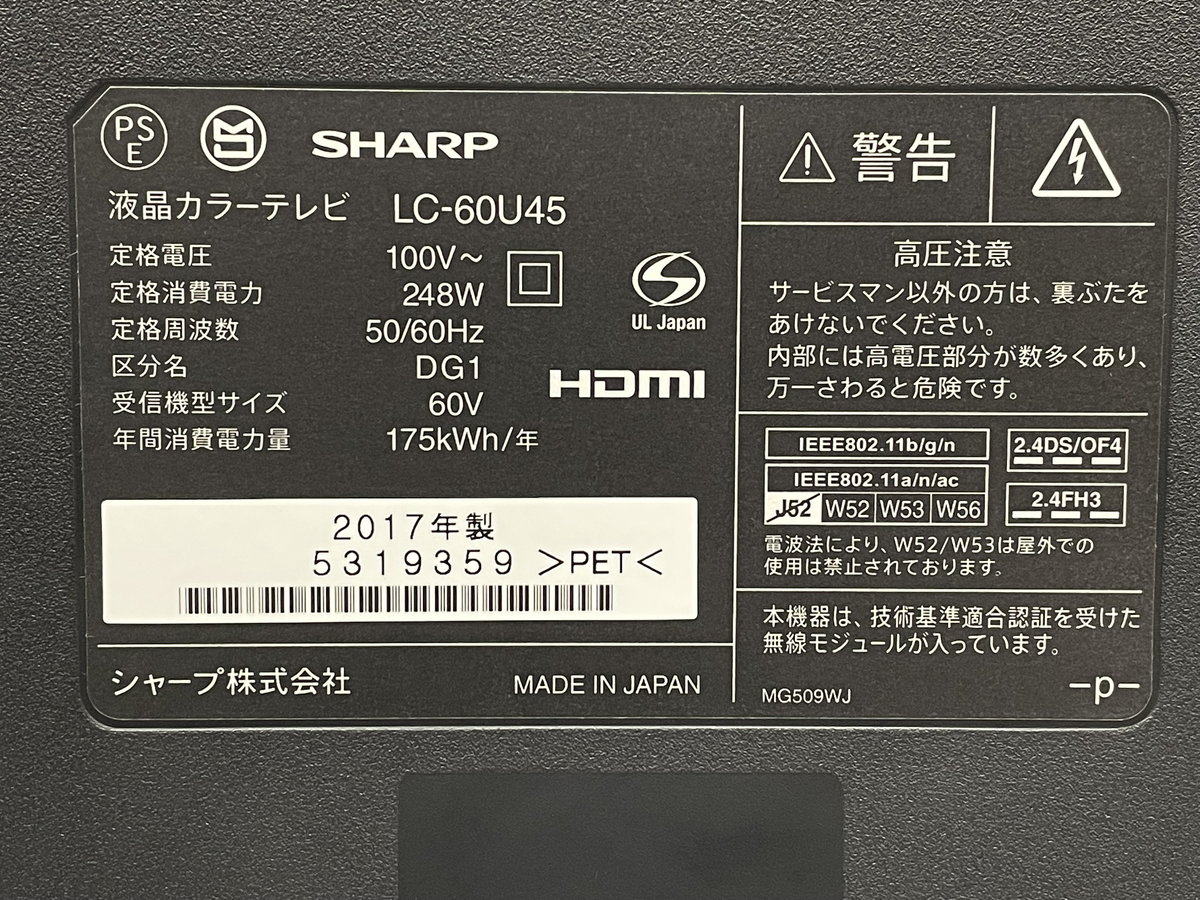 PS
E
SHARP
液晶カラーテレビ LC-60U45
定格電圧 100V～
定格消費電力 248W
定格周波数 50/60Hz
区分名 DG1
受信機型サイズ 60V
年間消費電力量 175kWh/年
UL Japan
HDMI
2017年製
5319359 >PET<
シャープ株式会社 MADE IN JAPAN
警告
高圧注意
サービスマン以外の方は、裏ぶたを
あけないでください。
内部には高電圧部分が数多くあり、
万一さわると危険です。
IEEE802.11b/g/n
IEEE802.11a/n/ac
J52 W52 W53 W56
2.4DS/OF4
2.4FH3
電波法により、W52/W53は屋外での
使用は禁止されております。
本機器は、技術基準適合認証を受けた
無線モジュールが入っています。
MG509WJ -p-